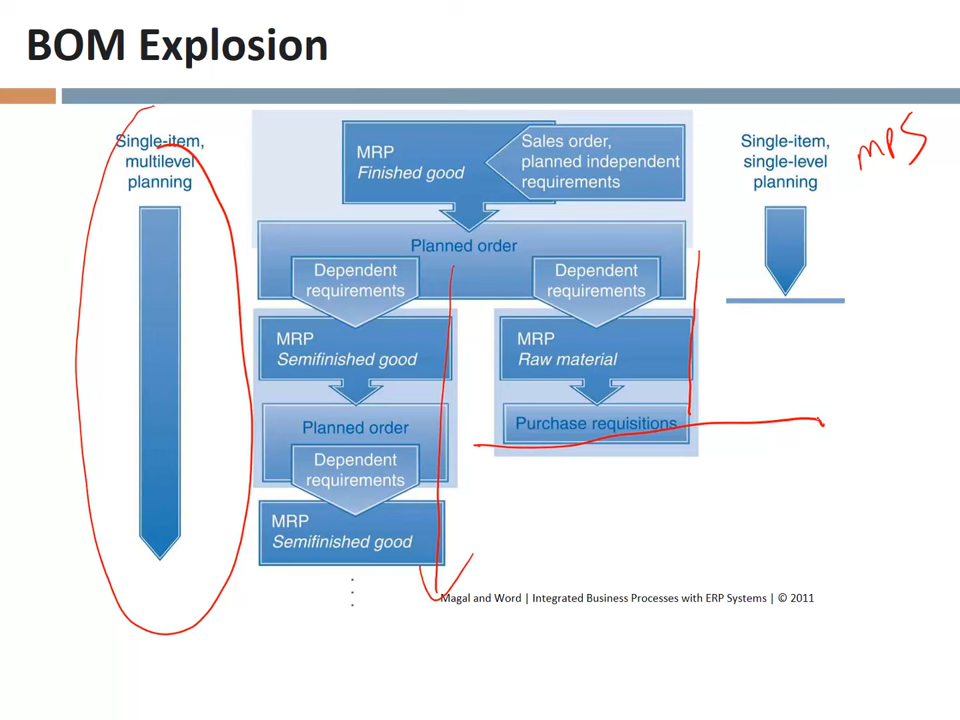 BOM Explosion
Single-item,
multilevel
planning
MRP
Finished good
Sales order,
planned independent
requirements
Single-item,
single-level
planning
MPS
Planned order
Dependent
requirements
Dependent
requirements
MRP
Semifinished good
MRP
Raw material
Planned order
Purchase requisitions
Dependent
requirements
MRP
Semifinished good
Magal and Word | Integrated Business Processes with ERP Systems | © 2011